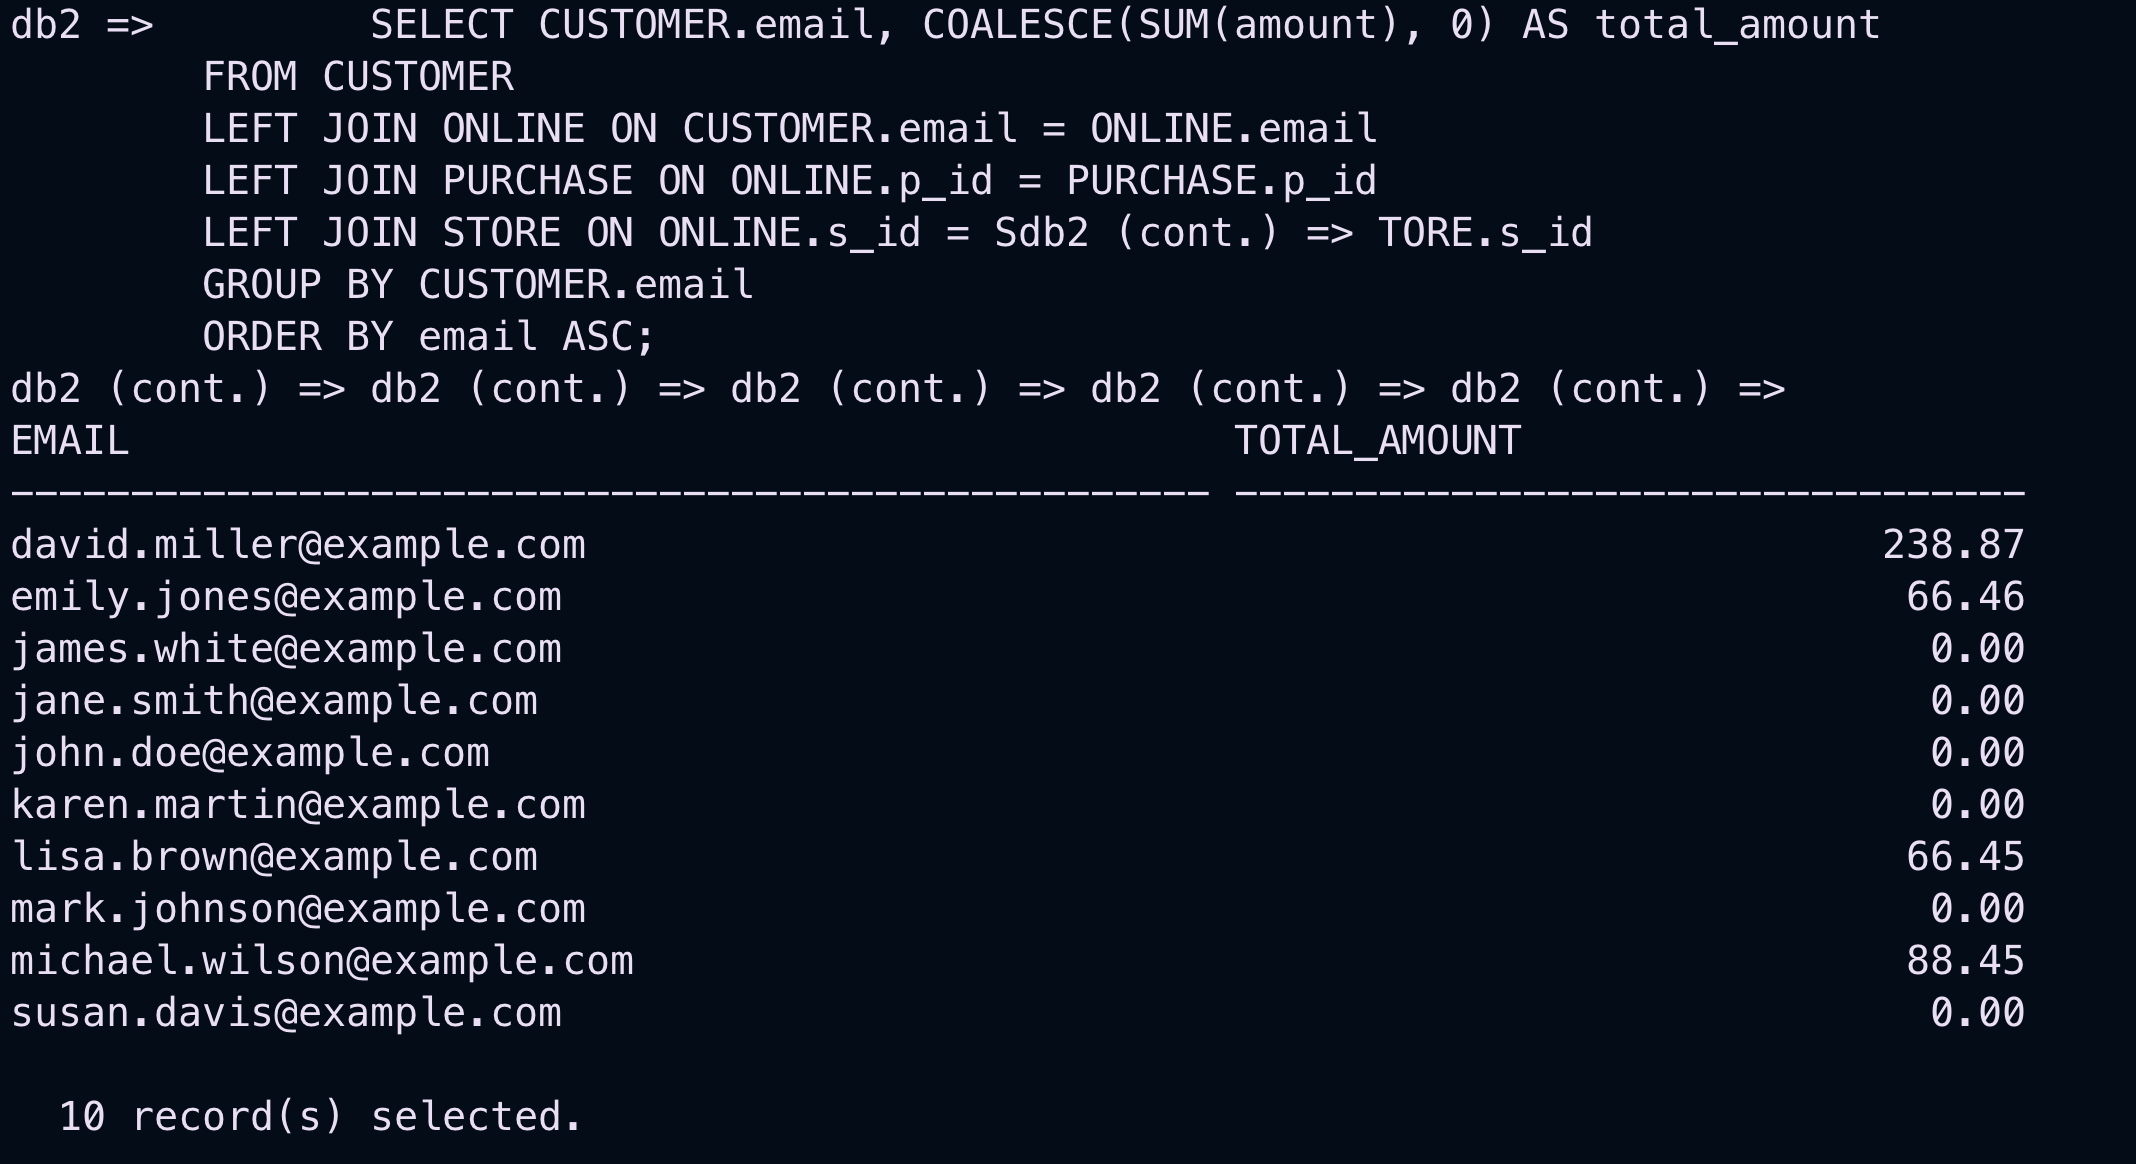 db2 =>         SELECT CUSTOMER.email, COALESCE(SUM(amount), 0) AS total_amount
        FROM CUSTOMER
        LEFT JOIN ONLINE ON CUSTOMER.email = ONLINE.email
        LEFT JOIN PURCHASE ON ONLINE.p_id = PURCHASE.p_id
        LEFT JOIN STORE ON ONLINE.s_id = Sdb2 (cont.) => TORE.s_id
        GROUP BY CUSTOMER.email
        ORDER BY email ASC;
db2 (cont.) => db2 (cont.) => db2 (cont.) => db2 (cont.) => db2 (cont.) =>
EMAIL                                              TOTAL_AMOUNT
-------------------------------------------------- ---------------------------------
david.miller@example.com                                                      238.87
emily.jones@example.com                                                        66.46
james.white@example.com                                                         0.00
jane.smith@example.com                                                          0.00
john.doe@example.com                                                            0.00
karen.martin@example.com                                                        0.00
lisa.brown@example.com                                                         66.45
mark.johnson@example.com                                                        0.00
michael.wilson@example.com                                                     88.45
susan.davis@example.com                                                         0.00
  10 record(s) selected.